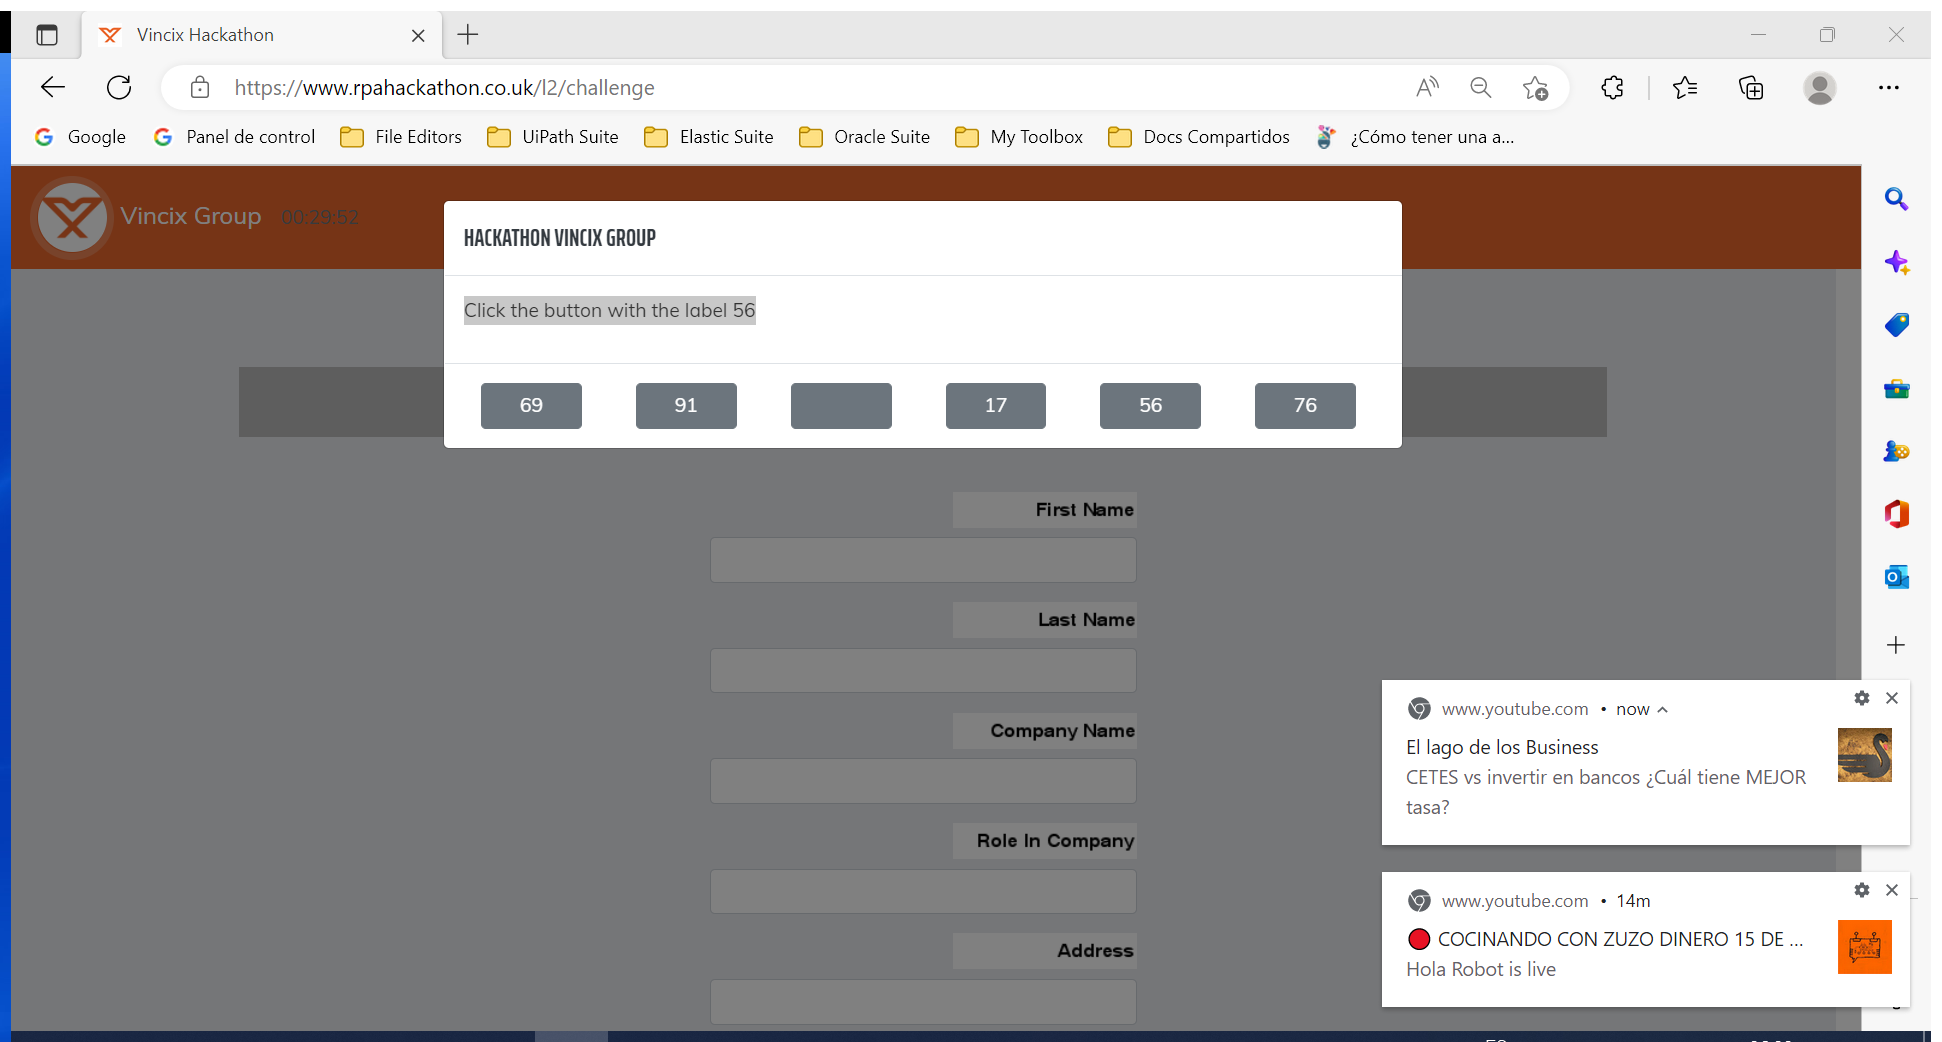 Vincix Hackathon
https://www.rpahackathon.co.uk/l2/challenge
Google Panel de control File Editors UiPath Suite Elastic Suite Oracle Suite My Toolbox Docs Compartidos ¿Cómo tener una a...
Vincix Group 00:29:52
HACKATHON VINCIX GROUP
Click the button with the label 56
69 91 17 56 76
First Name
Last Name
Company Name
Role In Company
Address
www.youtube.com • now
El lago de los Business
CETES vs invertir en bancos ¿Cuál tiene MEJOR
tasa?
www.youtube.com • 14m
COCINANDO CON ZUZO DINERO 15 DE ...
Hola Robot is live